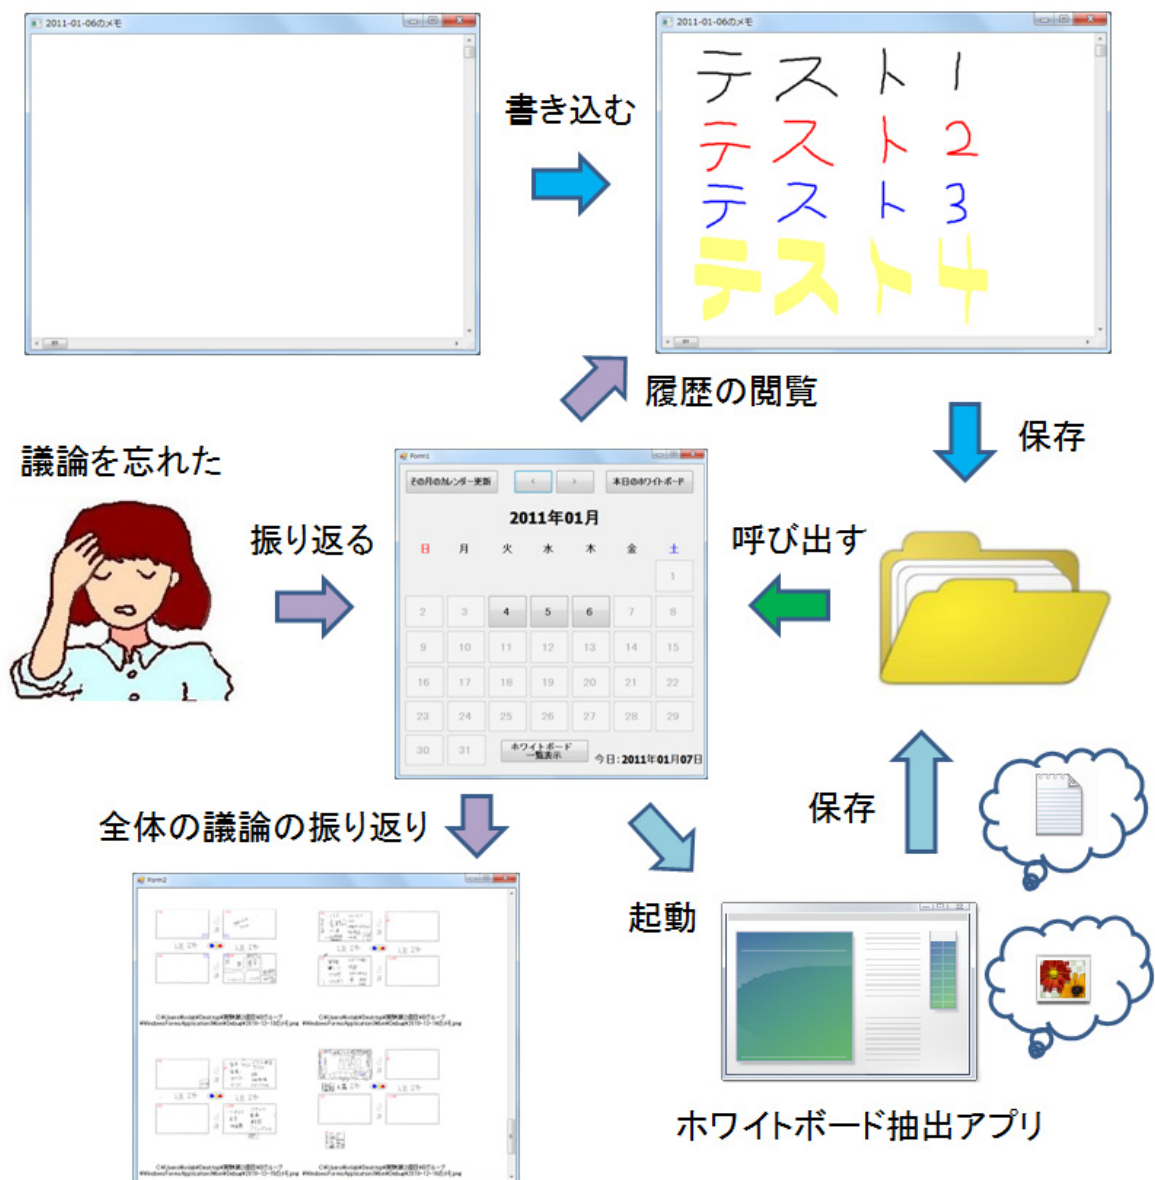 2011-01-06のメモ
2011-01-06のメモ
テスト1
テスト2
テスト3
テスト4
書き込む
履歴の閲覧
保存
議論を忘れた
振り返る
Form1
その月のカレンダー更新 < > 本日のホワイトボード
2011年01月
日 月 火 水 木 金 土
1
2 3 4 5 6 7 8
9 10 11 12 13 14 15
16 17 18 19 20 21 22
23 24 25 26 27 28 29
30 31
ホワイトボード
一覧表示
今日:2011年01月07日
呼び出す
全体の議論の振り返り
保存
起動
Form2
ホワイトボード抽出アプリ